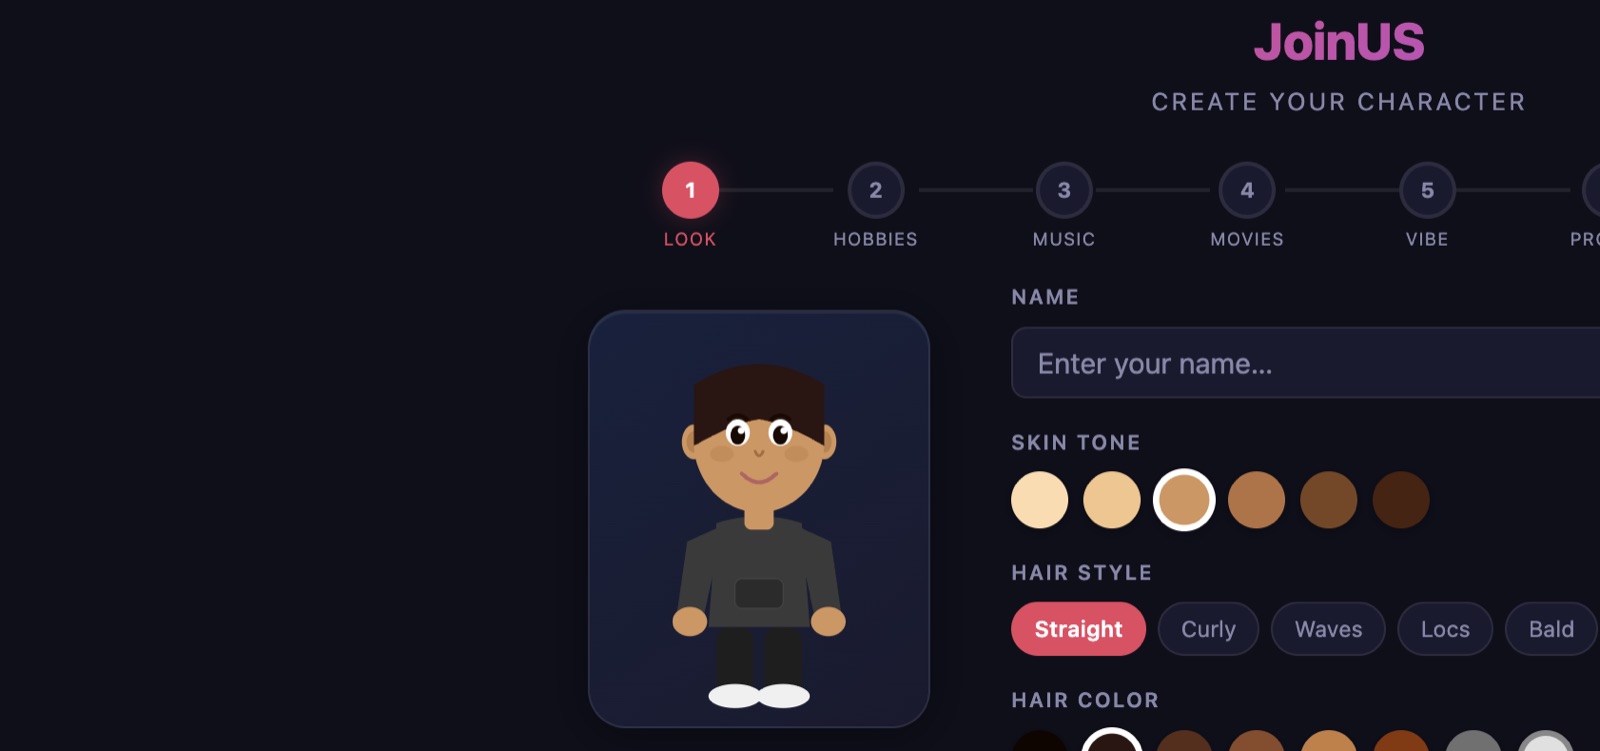 JoinUS
CREATE YOUR CHARACTER
1 2 3 4 5
LOOK HOBBIES MUSIC MOVIES VIBE
NAME
Enter your name...
SKIN TONE
HAIR STYLE
Straight Curly Waves Locs Bald
HAIR COLOR